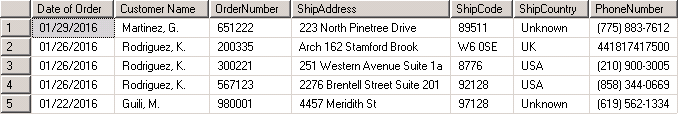 Date of Order Customer Name OrderNumber ShipAddress ShipCode ShipCountry PhoneNumber
1 01/29/2016 Martinez, G. 651222 223 North Pinetree Drive 89511 Unknown (775) 883-7612
2 01/26/2016 Rodriguez, K. 200335 Arch 162 Stamford Brook W6 0SE UK 441817417500
3 01/26/2016 Rodriguez, K. 300221 251 Western Avenue Suite 1a 8776 USA (210) 900-3005
4 01/26/2016 Rodriguez, K. 567123 2276 Brentell Street Suite 201 92128 USA (858) 344-0669
5 01/22/2016 Guili, M. 980001 4457 Meridith St 97128 Unknown (619) 562-1334